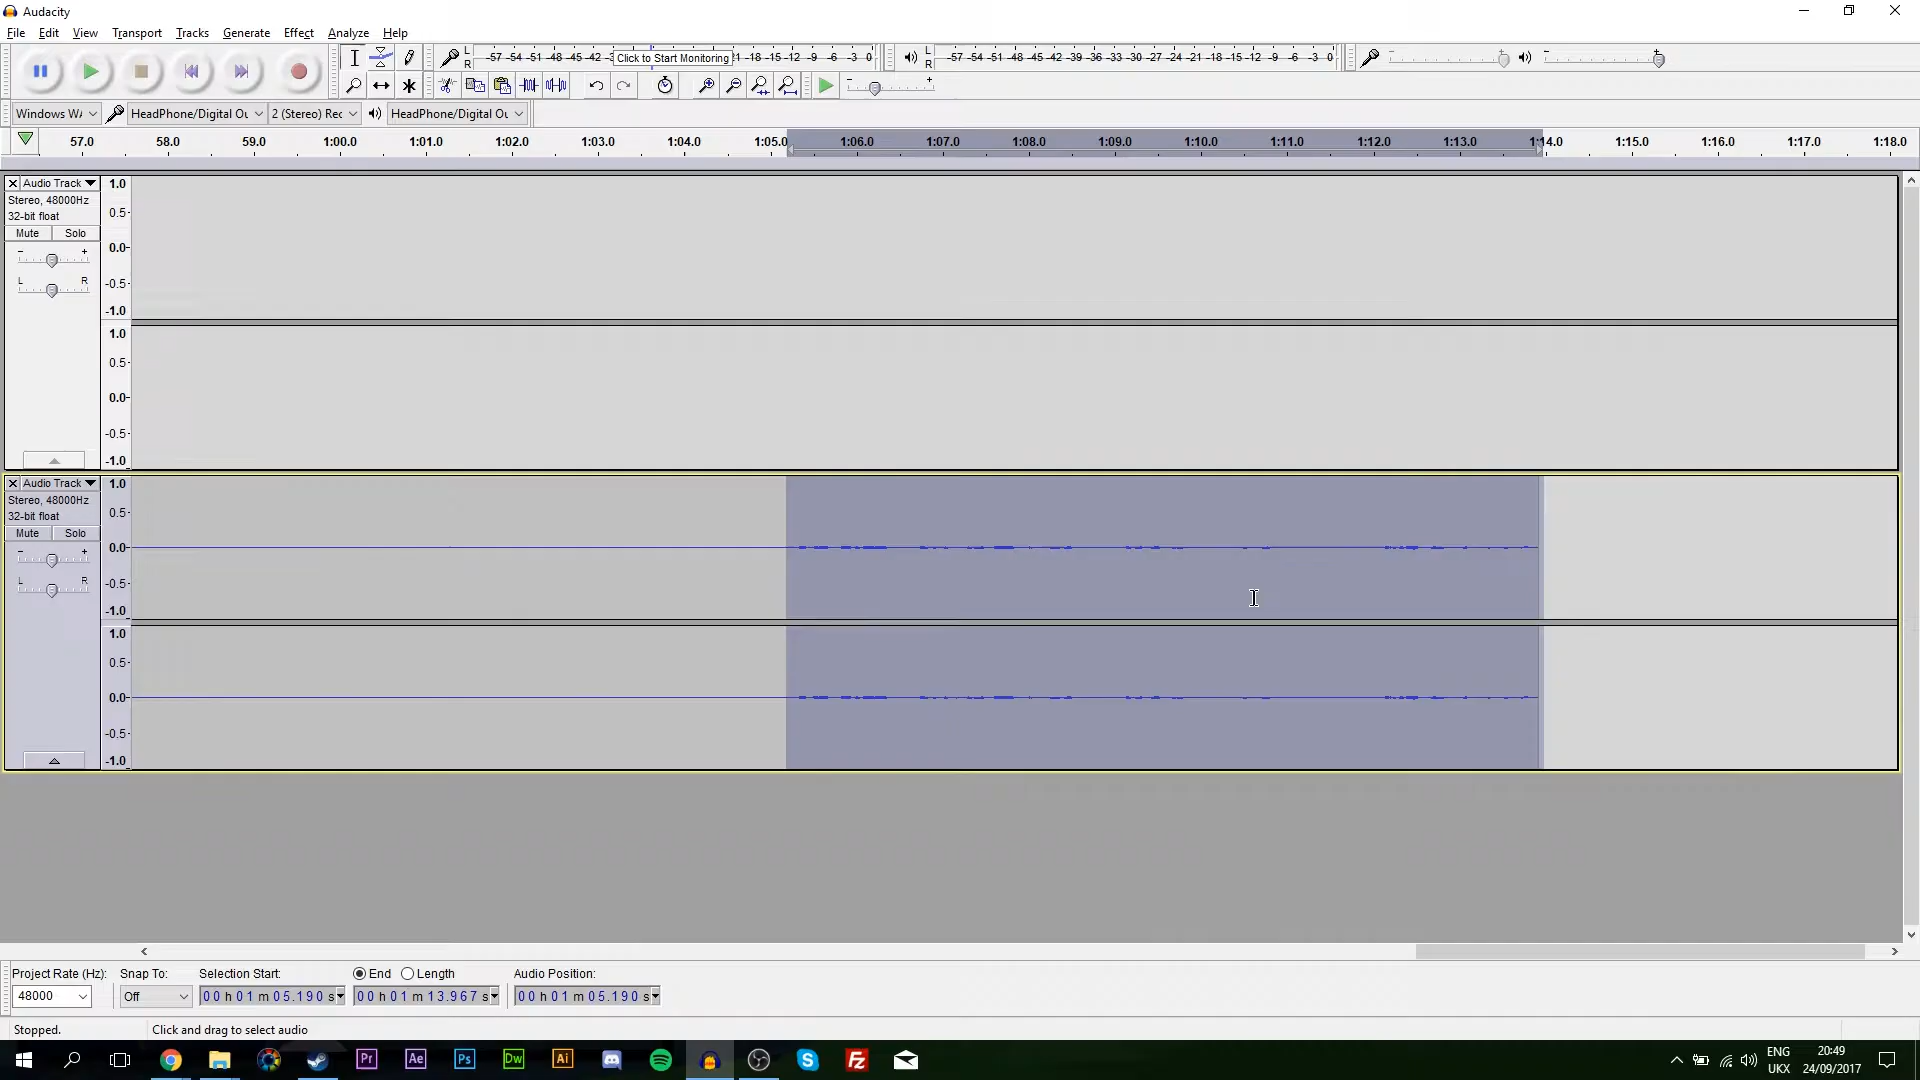 Audacity
File Edit View Transport Tracks Generate Effect Analyze Help
L
R
-57 -54 -51 -48 -45 -42 -3 Click to Start Monitoring 21 -18 -15 -12 -9 -6 -3 0
L
R
-57 -54 -51 -48 -45 -42 -39 -36 -33 -30 -27 -24 -21 -18 -15 -12 -9 -6 -3 0
Windows WA HeadPhone/Digital Ou 2 (Stereo) Rec HeadPhone/Digital Ou
57.0 58.0 59.0 1:00.0 1:01.0 1:02.0 1:03.0 1:04.0 1:05.0 1:06.0 1:07.0 1:08.0 1:09.0 1:10.0 1:11.0 1:12.0 1:13.0 1:14.0 1:15.0 1:16.0 1:17.0 1:18.0
Audio Track
Stereo, 48000Hz
32-bit float
Mute Solo
- +
L R
1.0
0.5
0.0
-0.5
-1.0
1.0
0.5
0.0
-0.5
-1.0
Audio Track
Stereo, 48000Hz
32-bit float
Mute Solo
- +
L R
1.0
0.5
0.0
-0.5
-1.0
1.0
0.5
0.0
-0.5
-1.0
Project Rate (Hz): Snap To: Selection Start: End Length Audio Position:
48000 Off 00 h 01 m 05.190 s 00 h 01 m 13.967 s 00 h 01 m 05.190 s
Stopped. Click and drag to select audio
Pr Ae Ps Dw Ai S Fz
ENG
UKX
20:49
24/09/2017